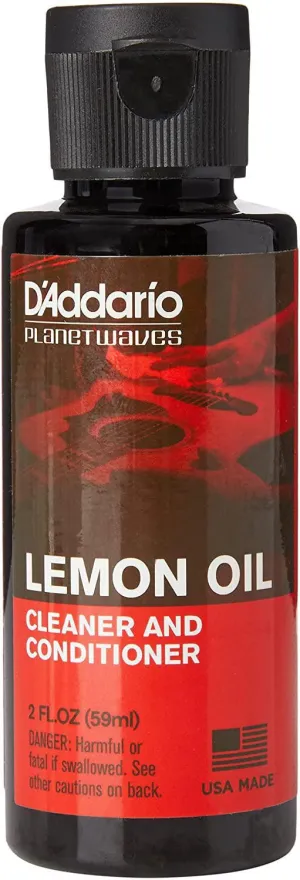 D'Addario
PLANETWAVES
LEMON OIL
CLEANER AND
CONDITIONER
2 FL.OZ (59ml)
DANGER: Harmful or
fatal if swallowed. See
other cautions on back.
USA MADE